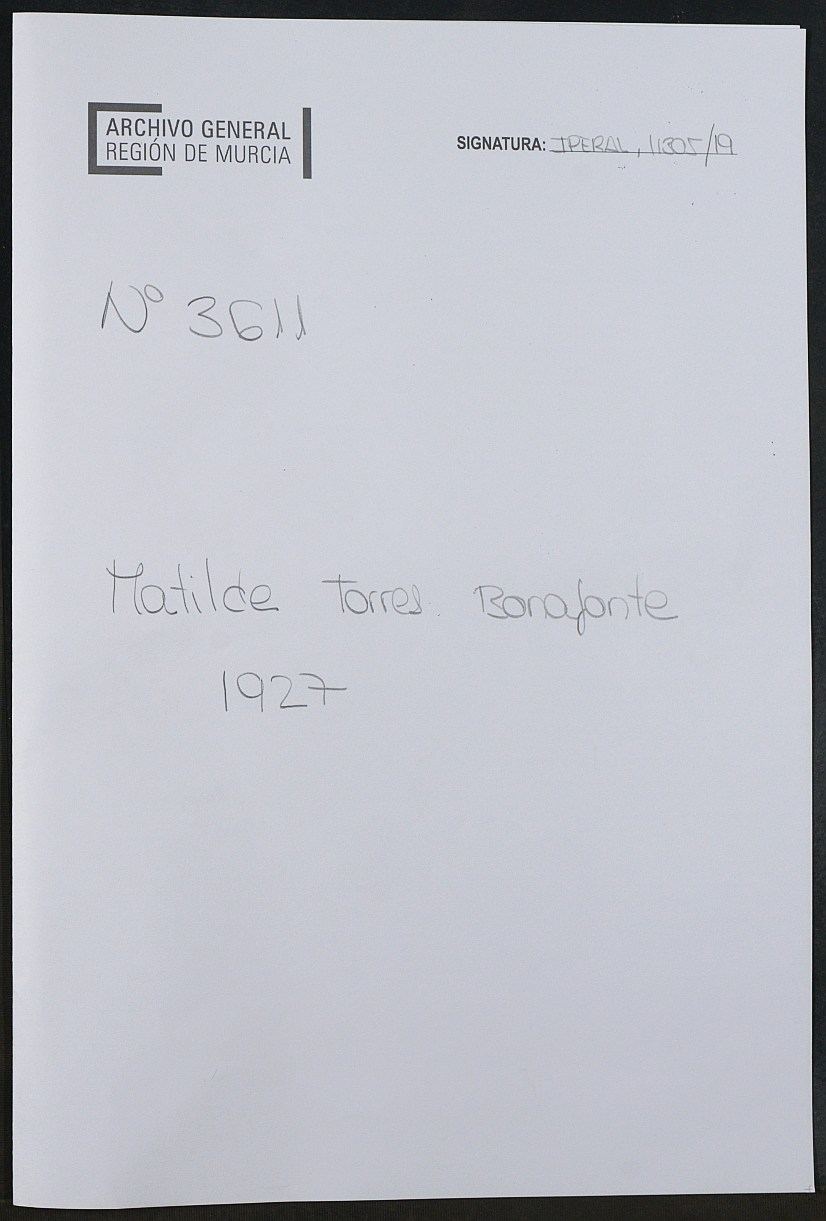 ARCHIVO GENERAL
REGIÓN DE MURCIA
SIGNATURA: IPERAL, 11305/19
Nº 3611
Matilde Torres Bonafonte
1927